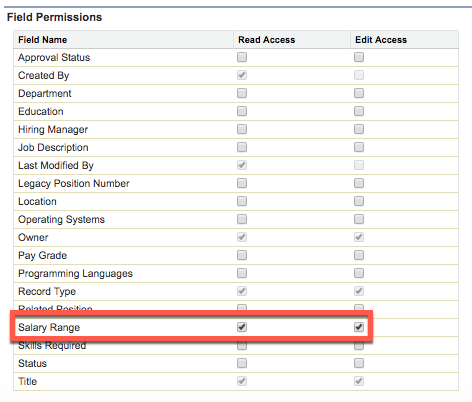 Field Permissions
Field Name Read Access Edit Access
Approval Status
Created By
Department
Education
Hiring Manager
Job Description
Last Modified By
Legacy Position Number
Location
Operating Systems
Owner
Pay Grade
Programming Languages
Record Type
Related Position
Salary Range
Skills Required
Status
Title